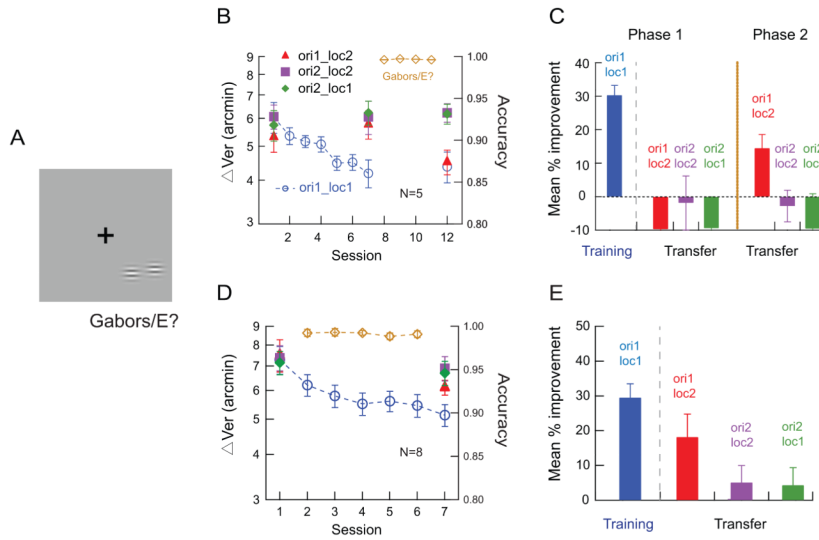 A
Gabors/E?
B
ori1_loc2
ori2_loc2
ori2_loc1
Gabors/E?
ori1_loc1
N=5
△Ver (arcmin)
9
8
7
6
5
4
3
Accuracy
1.00
0.95
0.90
0.85
0.80
2 4 6 8 10 12
Session
C
Phase 1 Phase 2
Mean % improvement
40
30
20
10
0
-10
ori1
loc1
ori1
loc2
ori2
loc2
ori2
loc1
ori1
loc2
ori2
loc2
ori2
loc1
Training Transfer Transfer
D
△Ver (arcmin)
9
8
7
6
5
4
3
Accuracy
1.00
0.95
0.90
0.85
0.80
N=8
1 2 3 4 5 6 7
Session
E
Mean % improvement
50
40
30
20
10
0
ori1
loc1
ori1
loc2
ori2
loc2
ori2
loc1
Training Transfer